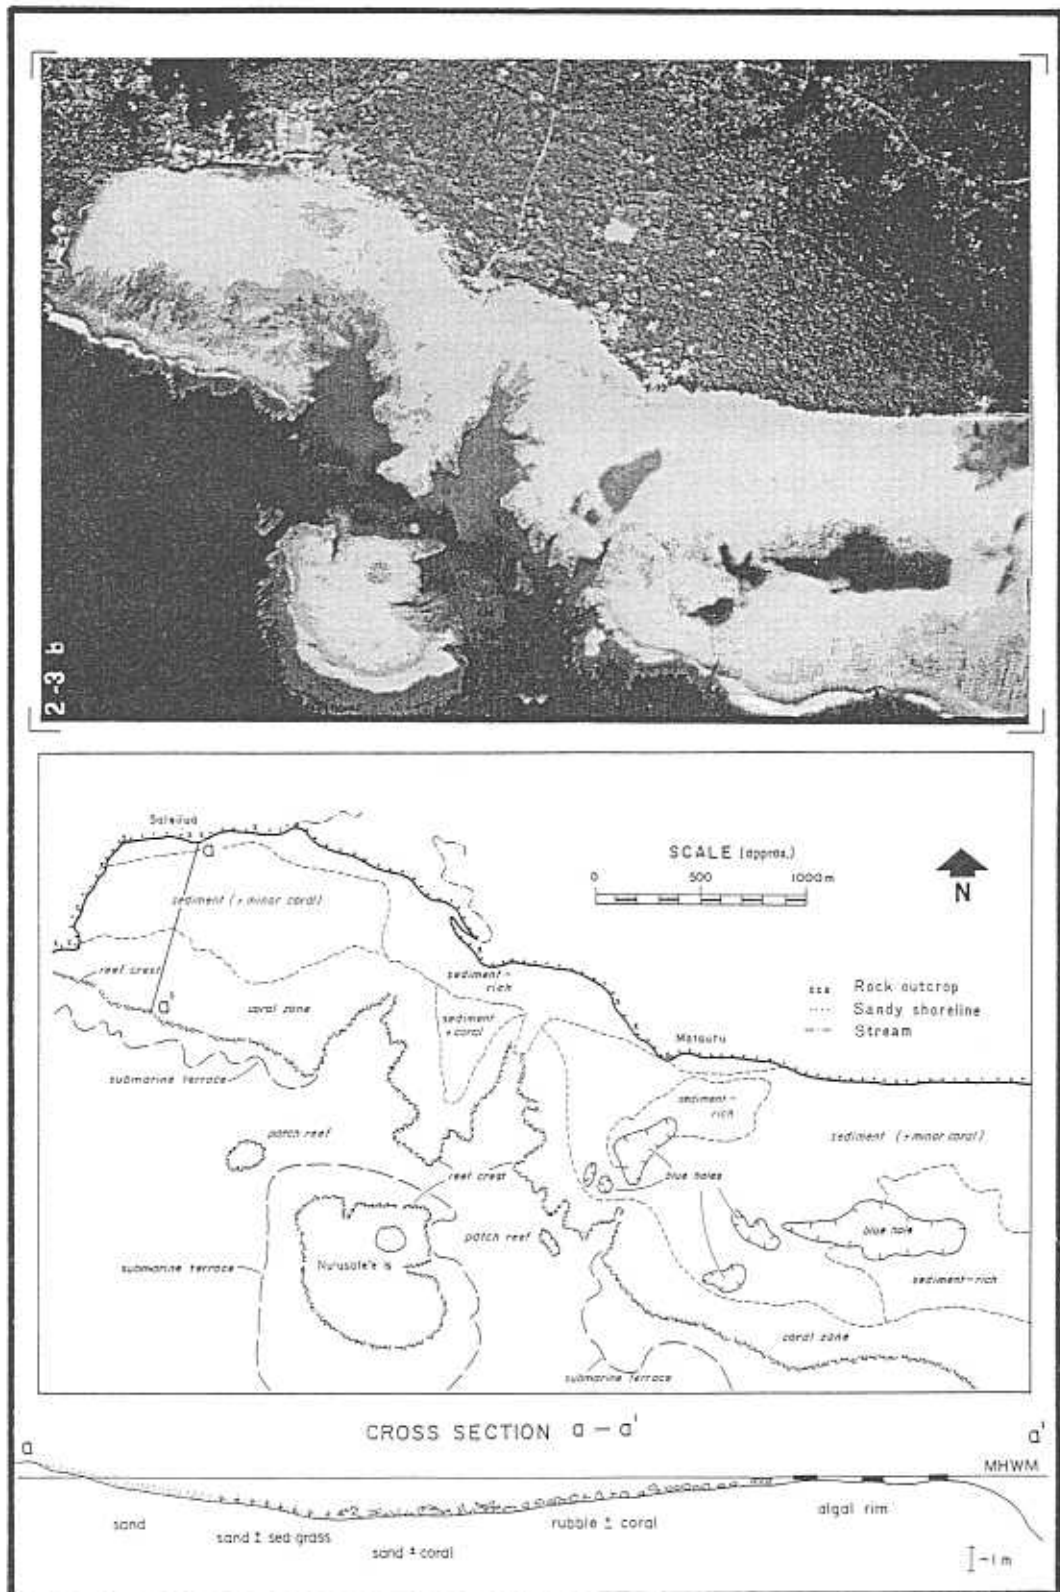 2-3 b
Saleilua
SCALE (approx.)
0 500 1000m
N
a
sediment (+ minor coral)
reef crest
sediment-
rich
Rock outcrop
Sandy shoreline
Stream
a'
coral zone
sediment
+ coral
Matautu
submarine terrace
sediment-
rich
sediment (+ minor coral)
patch reef
reef crest
blue holes
patch reef
blue hole
submarine terrace
Nu'usafe'e Is
sediment-rich
coral zone
submarine terrace
CROSS SECTION a - a'
a
a'
MHWM
sand
sand ± sea grass
sand ± coral
rubble ± coral
algal rim
-1 m